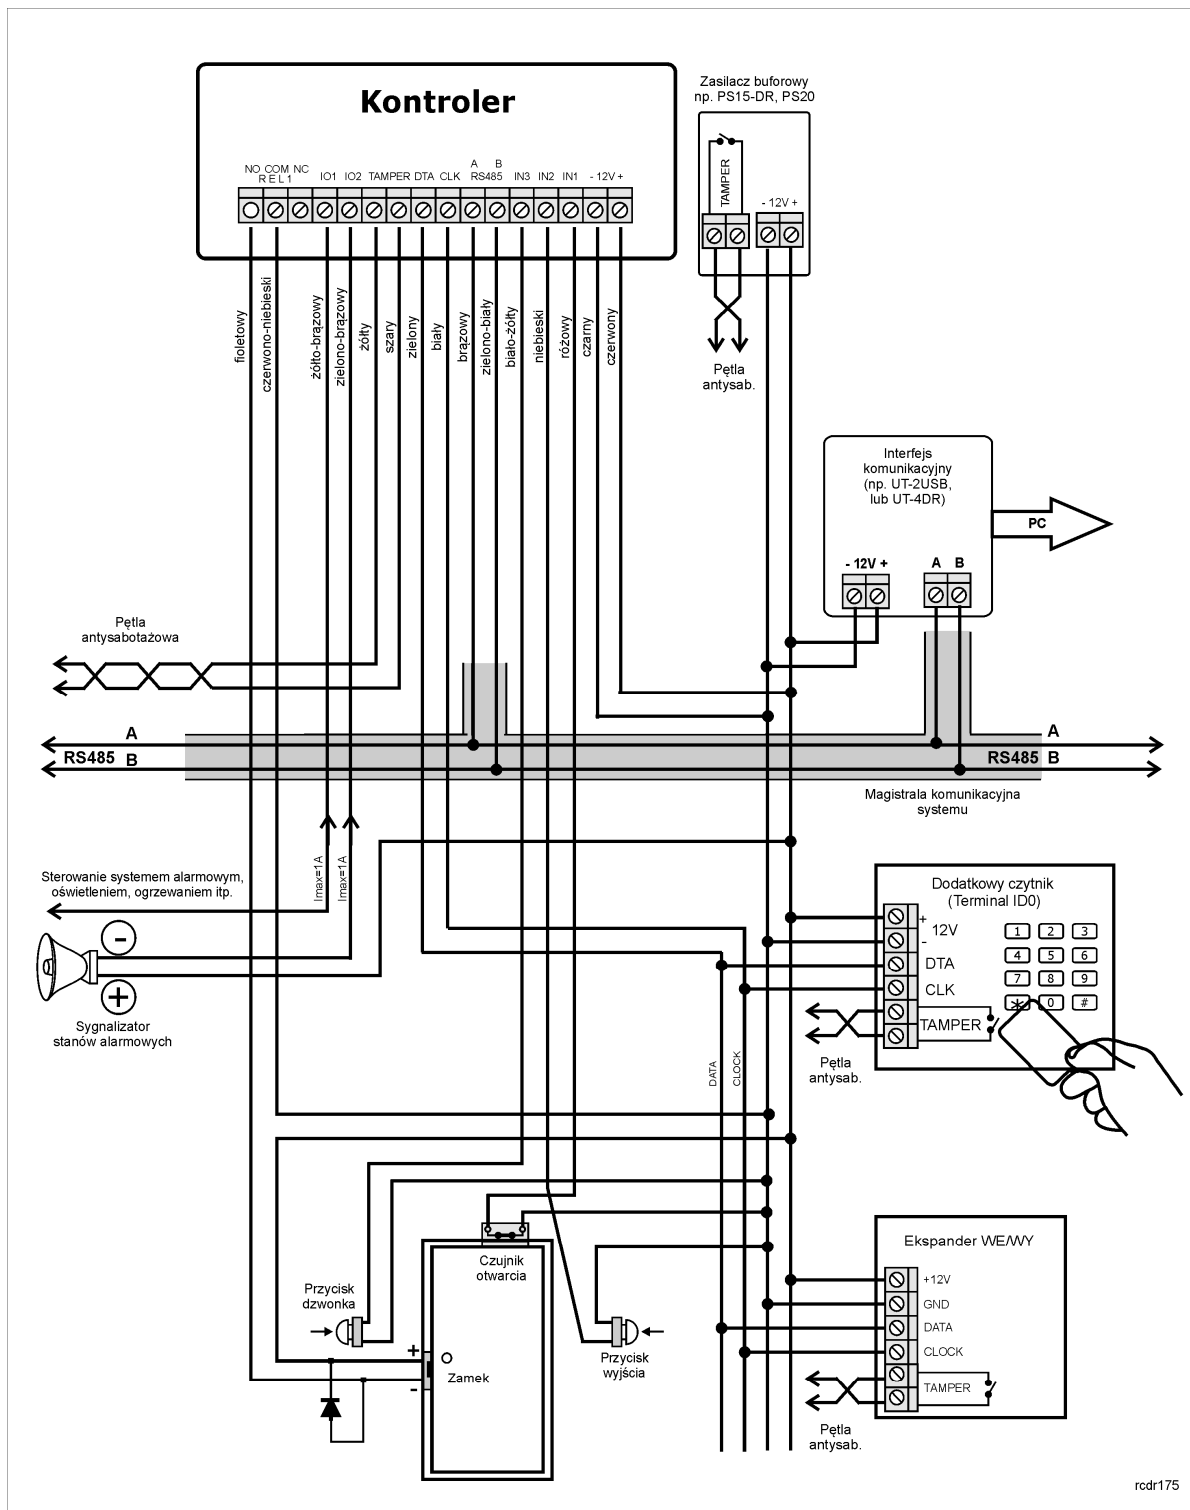 Kontroler
NO COM NC
REL1
IO1 IO2 TAMPER DTA CLK
A B
RS485
IN3 IN2 IN1 - 12V +
fioletowy
czerwono-niebieski
żółto-brązowy
zielono-brązowy
żółty
szary
zielony
biały
brązowy
zielono-biały
biało-żółty
niebieski
różowy
czarny
czerwony
Zasilacz buforowy
np. PS15-DR, PS20
TAMPER
- 12V +
Pętla
antysab.
Interfejs
komunikacyjny
(np. UT-2USB,
lub UT-4DR)
PC
- 12V +
A B
Pętla
antysabotażowa
A
RS485 B
A
RS485 B
Magistrala komunikacyjna
systemu
Imax=1A
Imax=1A
Sterowanie systemem alarmowym,
oświetleniem, ogrzewaniem itp.
-
+
Sygnalizator
stanów alarmowych
Dodatkowy czytnik
(Terminal ID0)
+
12V
-
DTA
CLK
TAMPER
1 2 3
4 5 6
7 8 9
* 0 #
Pętla
antysab.
DATA
CLOCK
Czujnik
otwarcia
Przycisk
dzwonka
+
Zamek
-
Przycisk
wyjścia
Ekspander WE/WY
+12V
GND
DATA
CLOCK
TAMPER
Pętla
antysab.
rcdr175